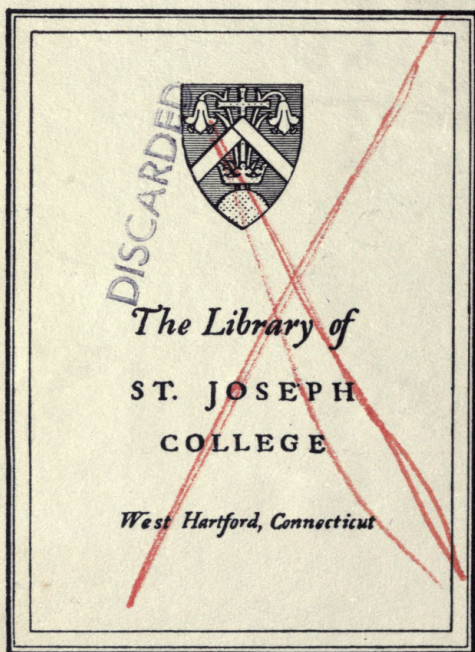 DISCARDED
The Library of
ST. JOSEPH
COLLEGE
West Hartford, Connecticut